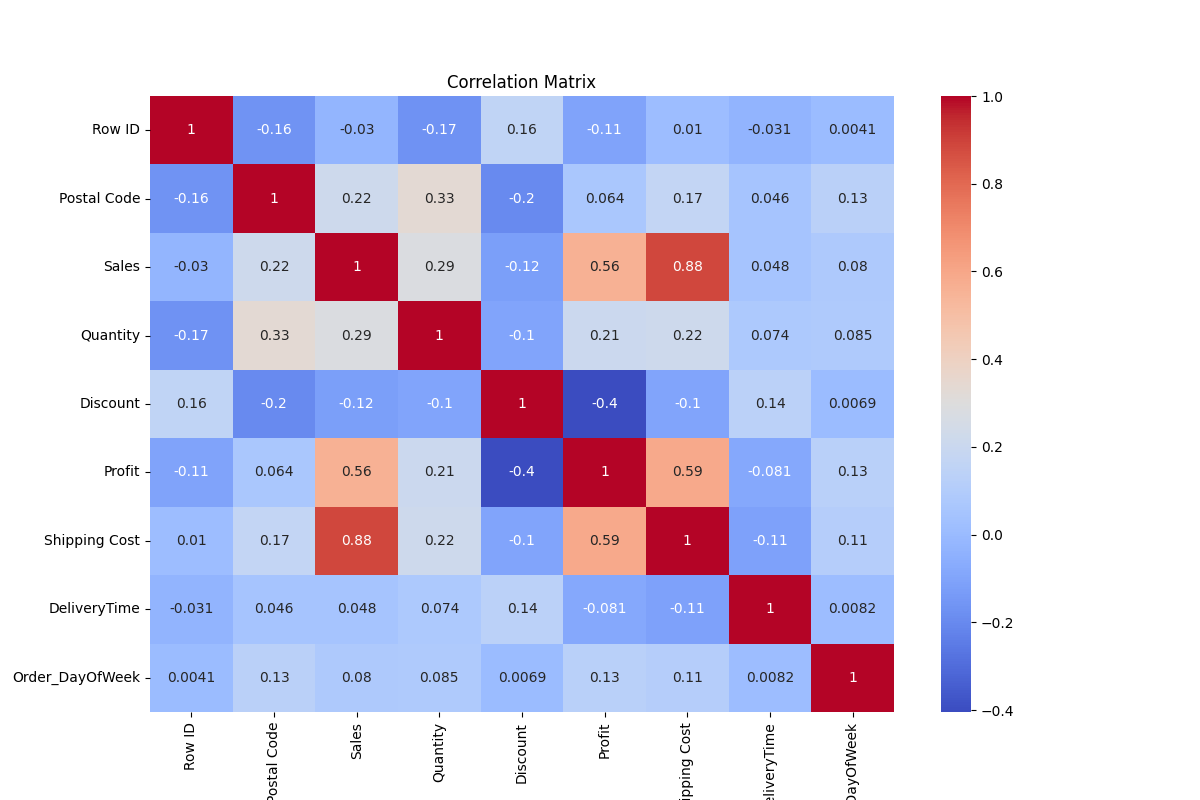 Correlation Matrix
Row ID 1 -0.16 -0.03 -0.17 0.16 -0.11 0.01 -0.031 0.0041
Postal Code -0.16 1 0.22 0.33 -0.2 0.064 0.17 0.046 0.13
Sales -0.03 0.22 1 0.29 -0.12 0.56 0.88 0.048 0.08
Quantity -0.17 0.33 0.29 1 -0.1 0.21 0.22 0.074 0.085
Discount 0.16 -0.2 -0.12 -0.1 1 -0.4 -0.1 0.14 0.0069
Profit -0.11 0.064 0.56 0.21 -0.4 1 0.59 -0.081 0.13
Shipping Cost 0.01 0.17 0.88 0.22 -0.1 0.59 1 -0.11 0.11
DeliveryTime -0.031 0.046 0.048 0.074 0.14 -0.081 -0.11 1 0.0082
Order_DayOfWeek 0.0041 0.13 0.08 0.085 0.0069 0.13 0.11 0.0082 1
Row ID
Postal Code
Sales
Quantity
Discount
Profit
ipping Cost
eliveryTime
DayOfWeek
1.0
0.8
0.6
0.4
0.2
0.0
−0.2
−0.4